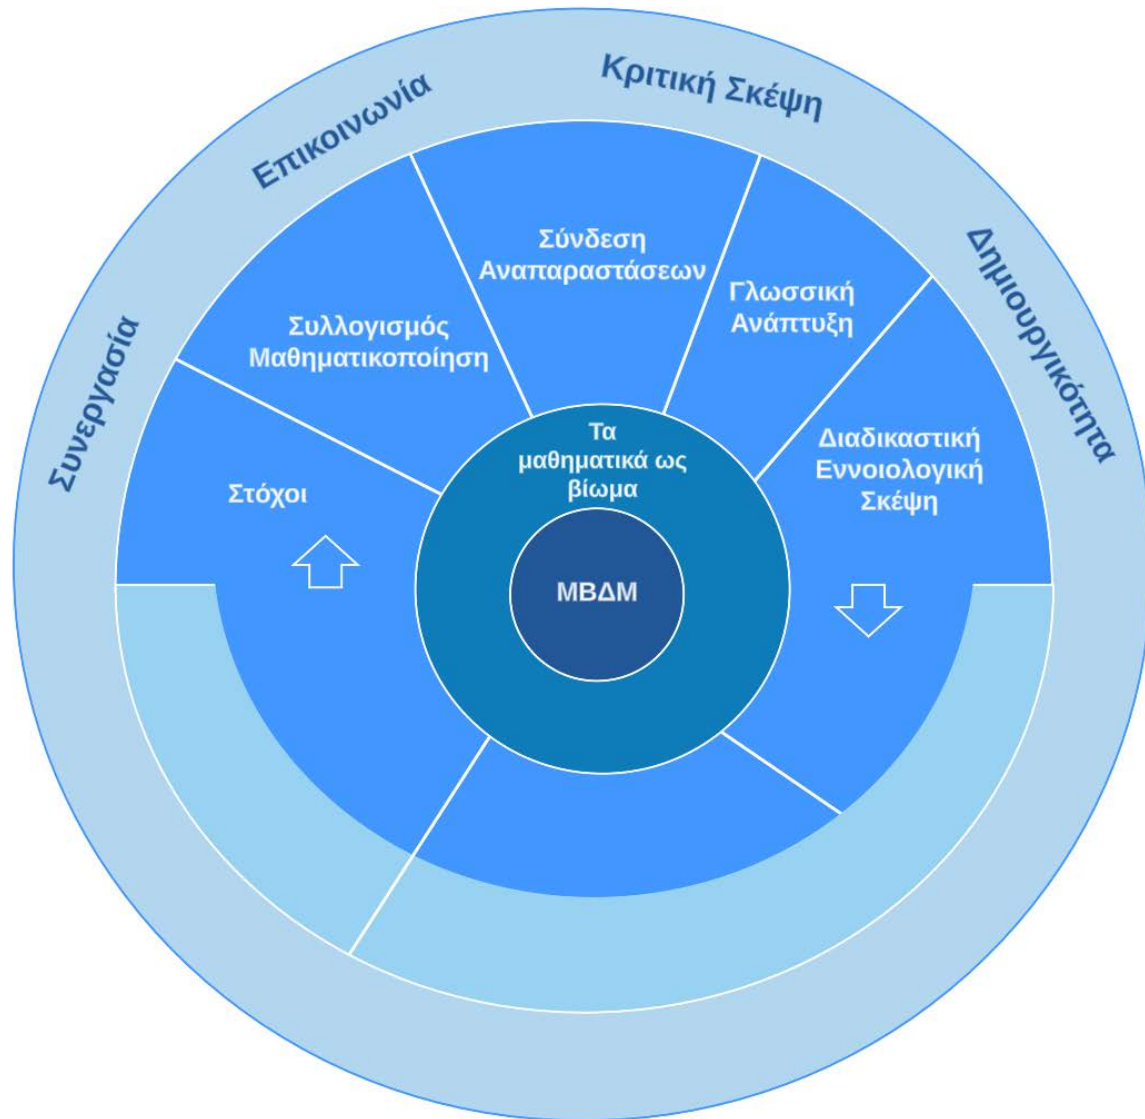 Συνεργασία
Επικοινωνία
Κριτική Σκέψη
Δημιουργικότητα
Στόχοι
Συλλογισμός
Μαθηματικοποίηση
Σύνδεση
Αναπαραστάσεων
Γλωσσική
Ανάπτυξη
Διαδικαστική
Εννοιολογική
Σκέψη
Τα
μαθηματικά ως
βίωμα
ΜΒΔΜ